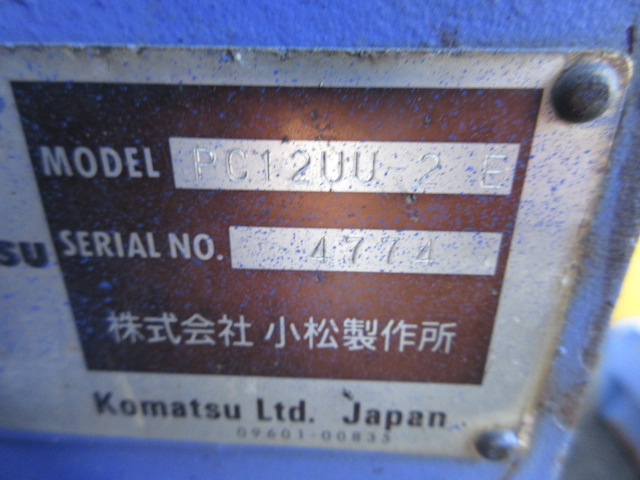 MODEL PC12UU-2 E
SU
SERIAL NO. 4774
株式会社 小松製作所
Komatsu Ltd. Japan
09601-00835